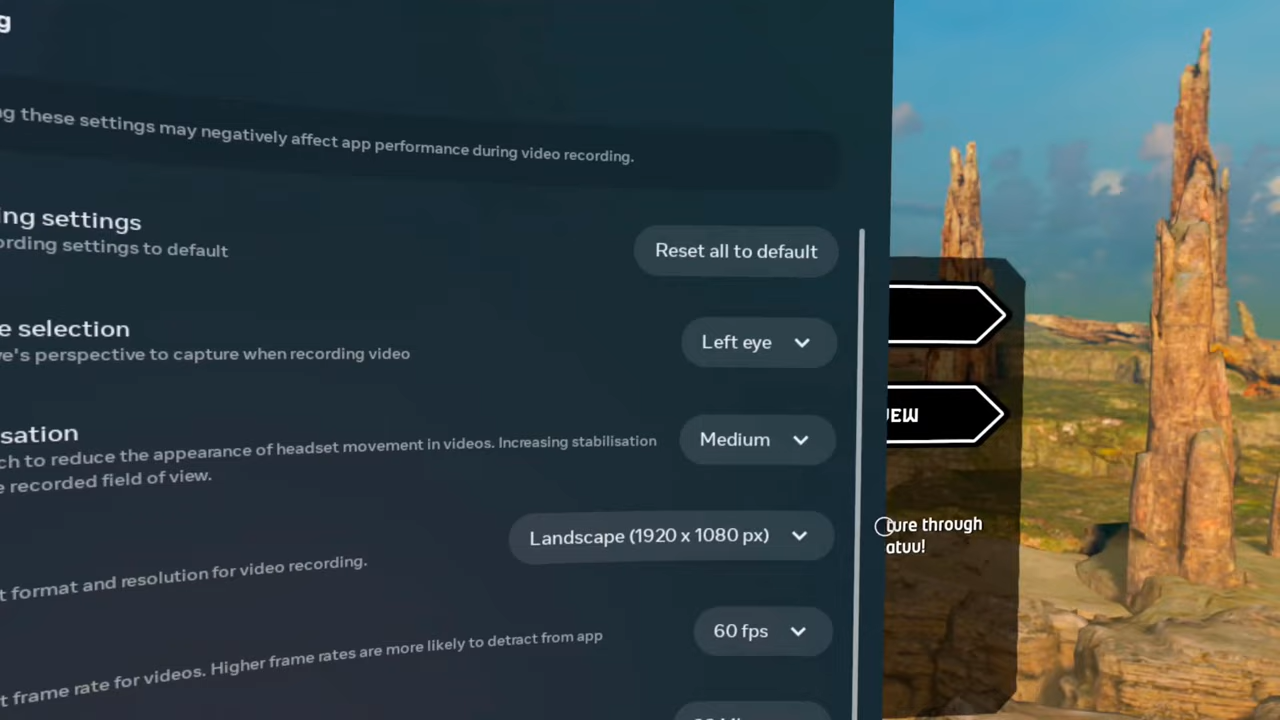 g
g these settings may negatively affect app performance during video recording.
ing settings
ording settings to default
Reset all to default
e selection
ve's perspective to capture when recording video
Left eye
sation
ch to reduce the appearance of headset movement in videos. Increasing stabilisation
e recorded field of view.
Medium
Landscape (1920 x 1080 px)
t format and resolution for video recording.
60 fps
t frame rate for videos. Higher frame rates are more likely to detract from app
IEW
ture through
atuu!